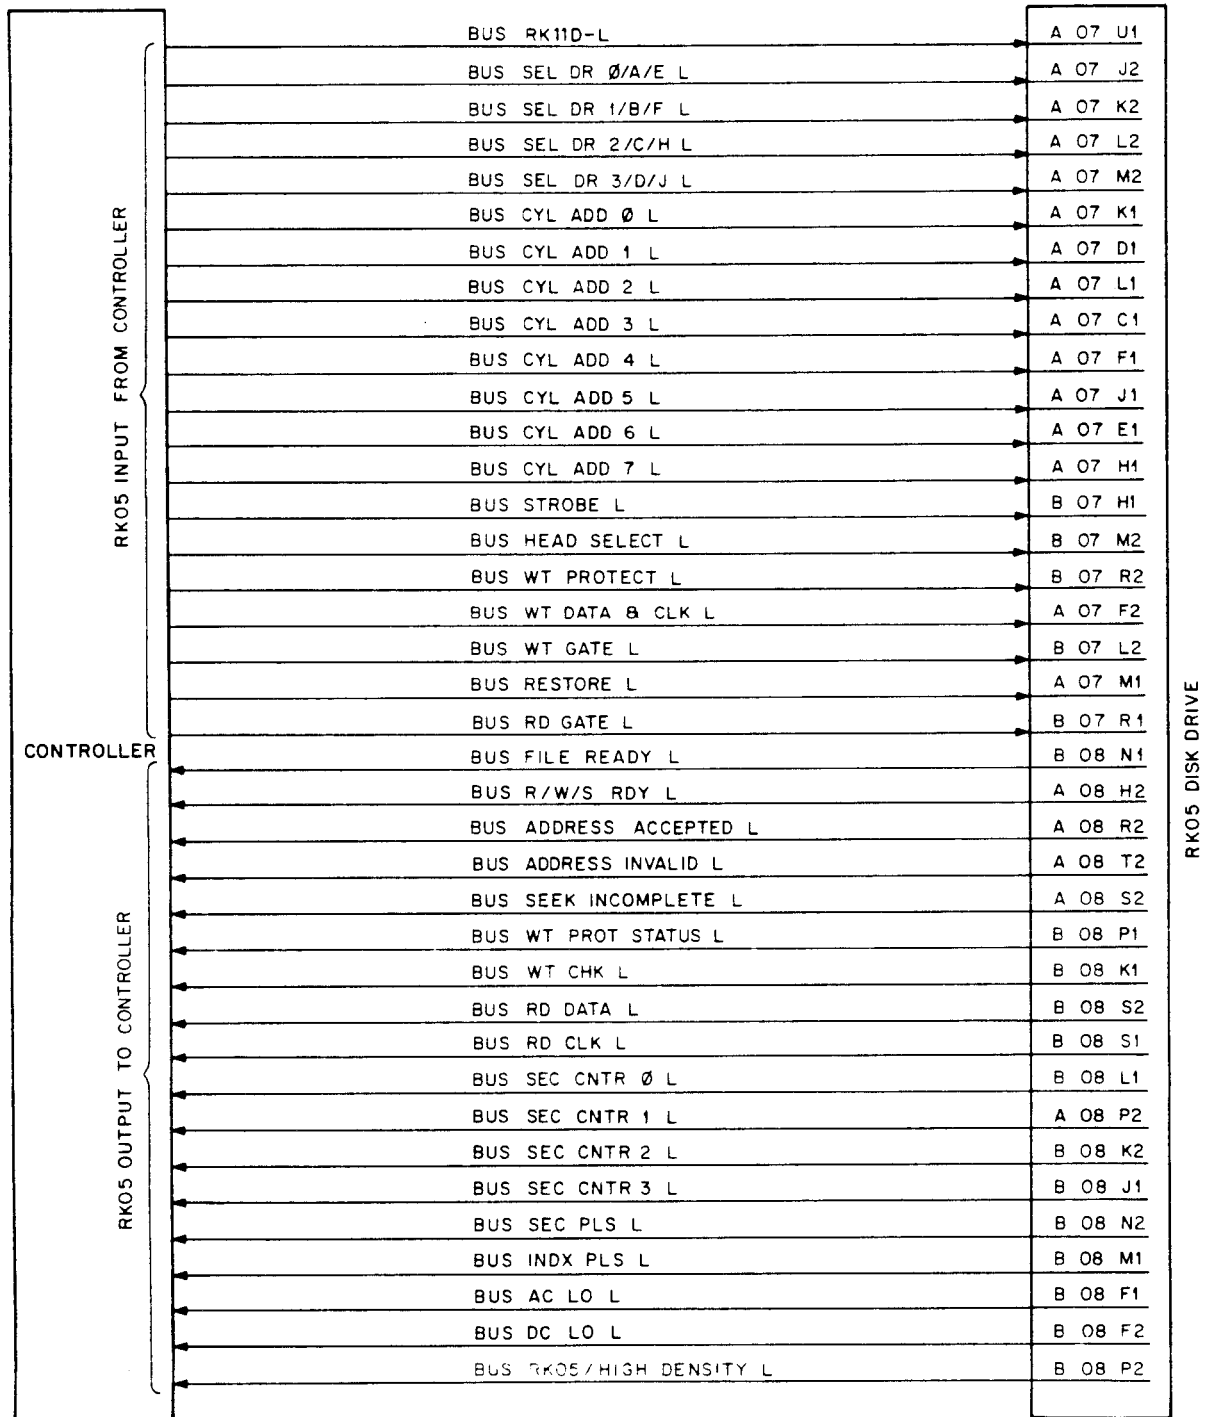 BUS RK11D-L A 07 U1
BUS SEL DR Ø/A/E L A 07 J2
BUS SEL DR 1/B/F L A 07 K2
BUS SEL DR 2/C/H L A 07 L2
BUS SEL DR 3/D/J L A 07 M2
BUS CYL ADD Ø L A 07 K1
BUS CYL ADD 1 L A 07 D1
BUS CYL ADD 2 L A 07 L1
BUS CYL ADD 3 L A 07 C1
BUS CYL ADD 4 L A 07 F1
BUS CYL ADD 5 L A 07 J1
BUS CYL ADD 6 L A 07 E1
BUS CYL ADD 7 L A 07 H1
BUS STROBE L B 07 H1
BUS HEAD SELECT L B 07 M2
BUS WT PROTECT L B 07 R2
BUS WT DATA & CLK L A 07 F2
BUS WT GATE L B 07 L2
BUS RESTORE L A 07 M1
BUS RD GATE L B 07 R1
RK05 INPUT FROM CONTROLLER
CONTROLLER
RK05 DISK DRIVE
BUS FILE READY L B 08 N1
BUS R/W/S RDY L A 08 H2
BUS ADDRESS ACCEPTED L A 08 R2
BUS ADDRESS INVALID L A 08 T2
BUS SEEK INCOMPLETE L A 08 S2
BUS WT PROT STATUS L B 08 P1
BUS WT CHK L B 08 K1
BUS RD DATA L B 08 S2
BUS RD CLK L B 08 S1
BUS SEC CNTR Ø L B 08 L1
BUS SEC CNTR 1 L A 08 P2
BUS SEC CNTR 2 L B 08 K2
BUS SEC CNTR 3 L B 08 J1
BUS SEC PLS L B 08 N2
BUS INDX PLS L B 08 M1
BUS AC LO L B 08 F1
BUS DC LO L B 08 F2
BUS RK05/HIGH DENSITY L B 08 P2
RK05 OUTPUT TO CONTROLLER